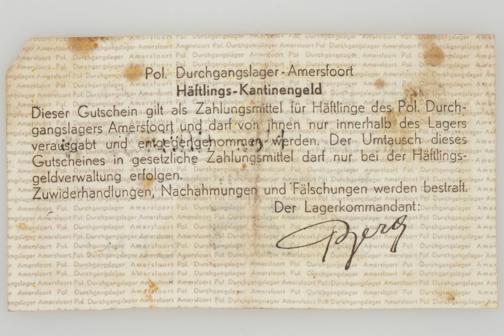 Pol. Durchgangslager-Amersfoort
Häftlings-Kantinengeld
Dieser Gutschein gilt als Zahlungsmittel für Häftlinge des Pol. Durch-
gangslagers Amersfoort und darf von ihnen nur innerhalb des Lagers
verausgabt und entgegengenommen werden. Der Umtausch dieses
Gutscheines in gesetzliche Zahlungsmittel darf nur bei der Häftlings-
geldverwaltung erfolgen.
Zuwiderhandlungen, Nachahmungen und Fälschungen werden bestraft.
Der Lagerkommandant:
Berg